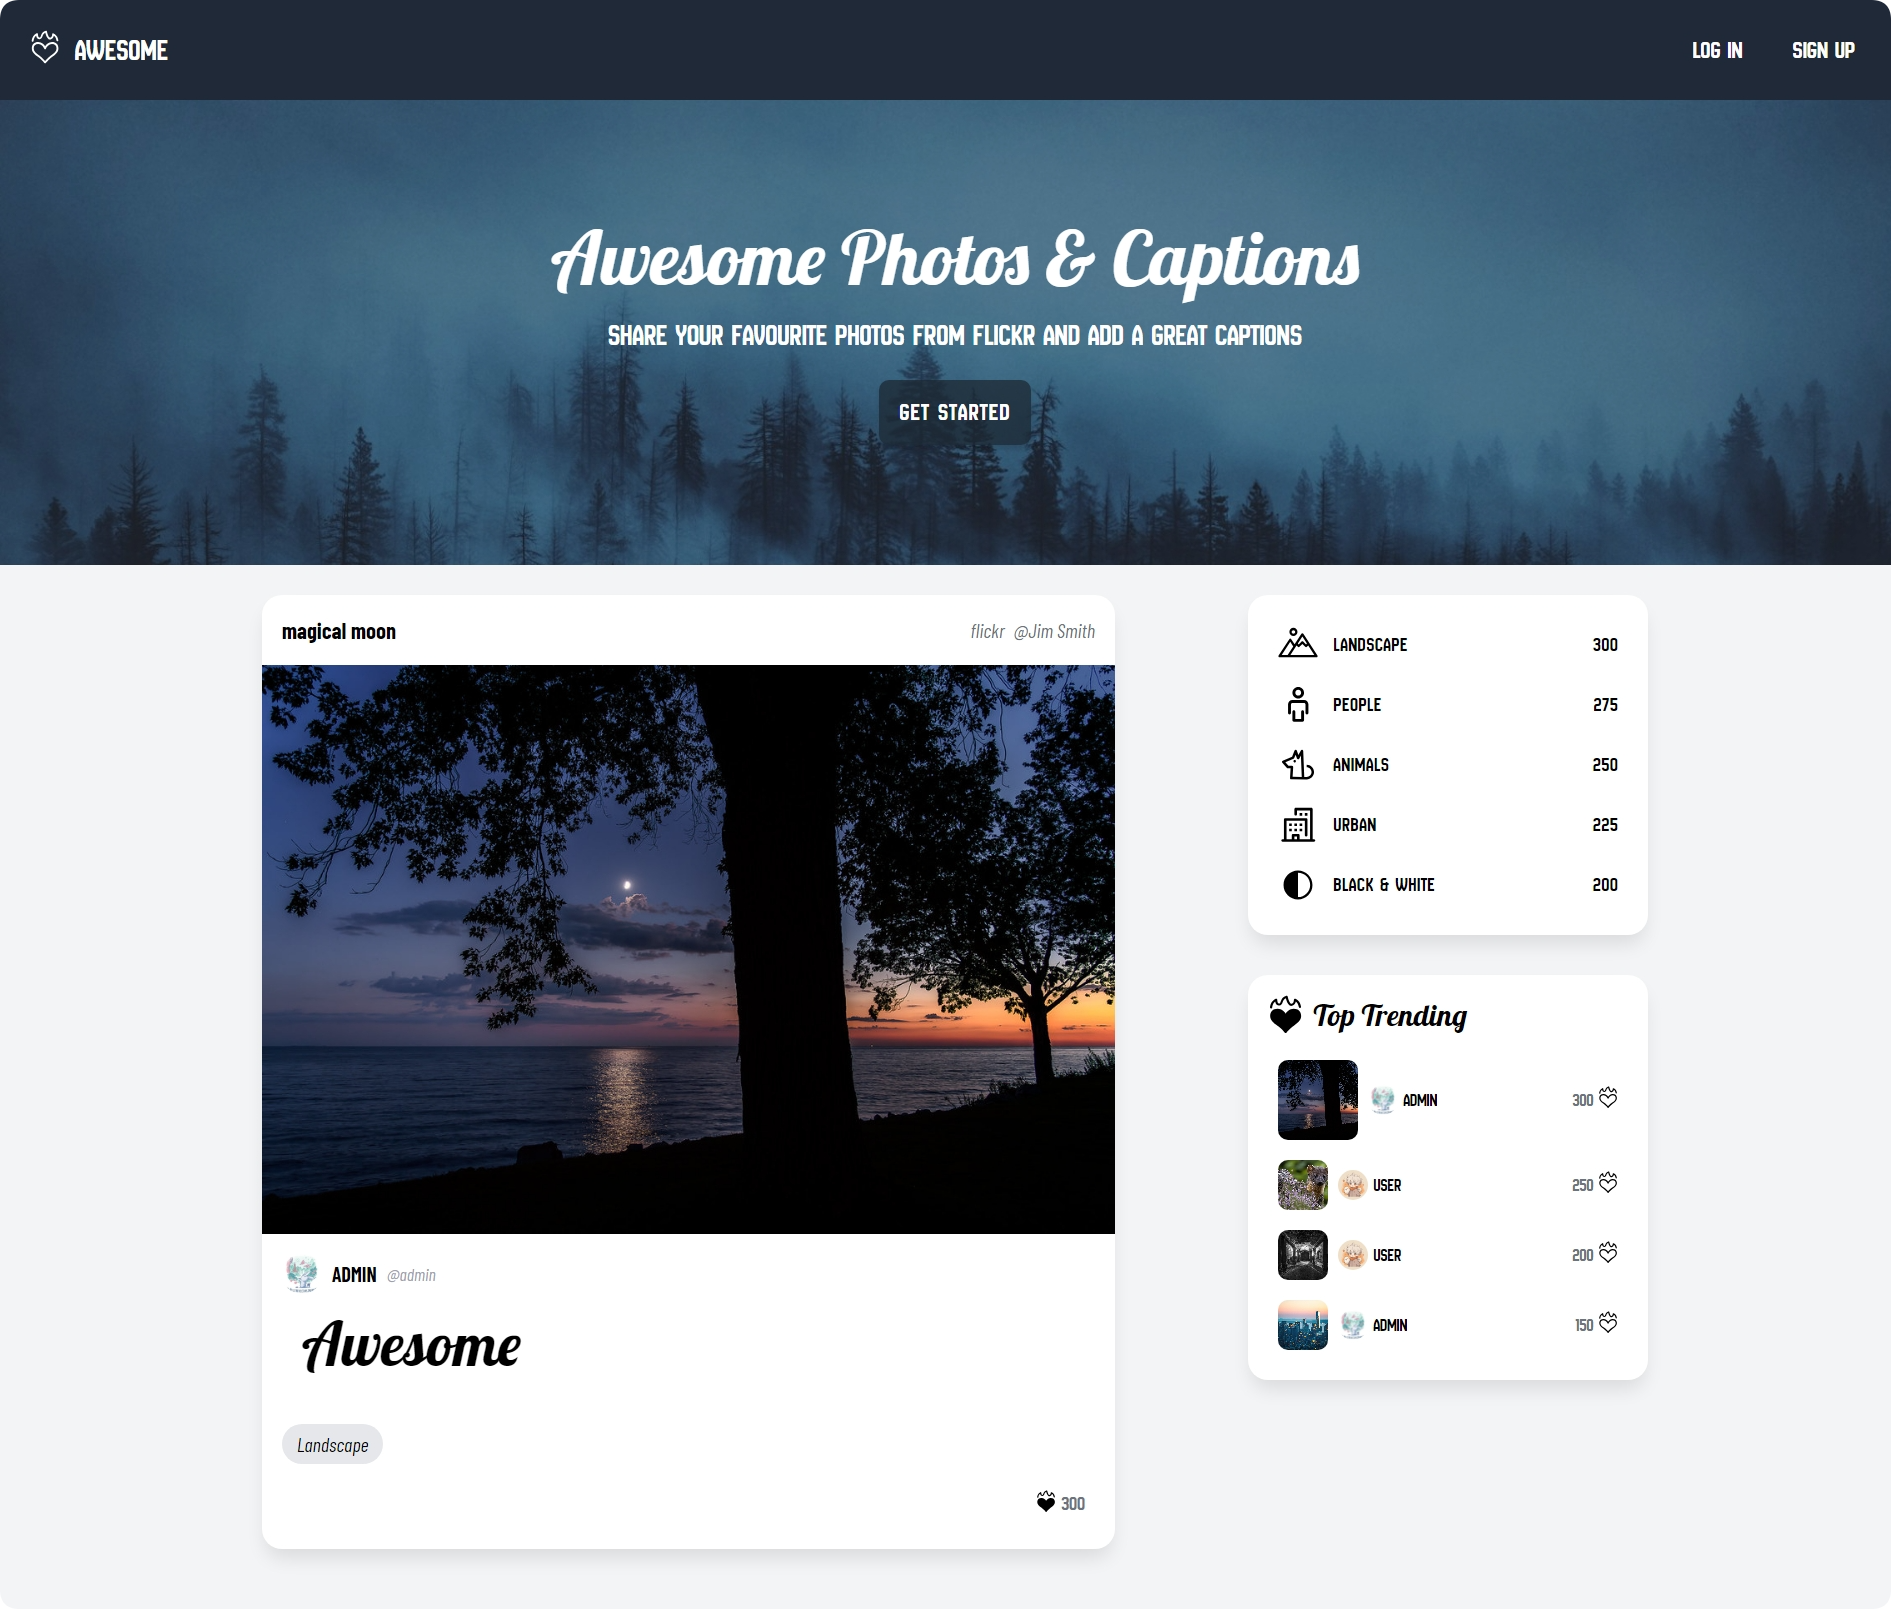 AWESOME
LOG IN
SIGN UP
Awesome Photos & Captions
SHARE YOUR FAVOURITE PHOTOS FROM FLICKR AND ADD A GREAT CAPTIONS
GET STARTED
magical moon
flickr @Jim Smith
ADMIN @admin
Awesome
Landscape
300
LANDSCAPE 300
PEOPLE 275
ANIMALS 250
URBAN 225
BLACK & WHITE 200
Top Trending
ADMIN 300
USER 250
USER 200
ADMIN 150